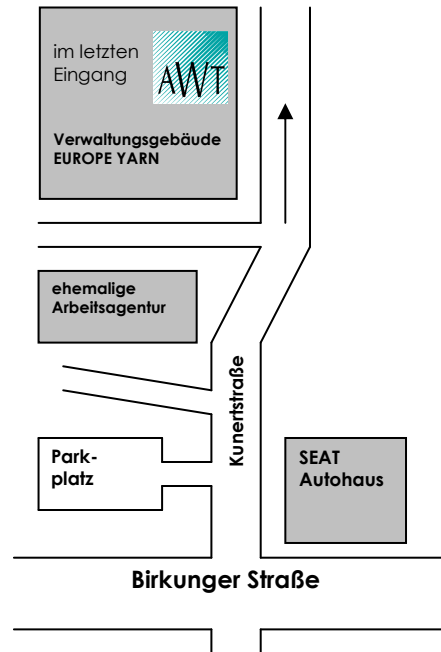 im letzten
Eingang
AWT
Verwaltungsgebäude
EUROPE YARN
ehemalige
Arbeitsagentur
Kunertstraße
Park-
platz
SEAT
Autohaus
Birkunger Straße